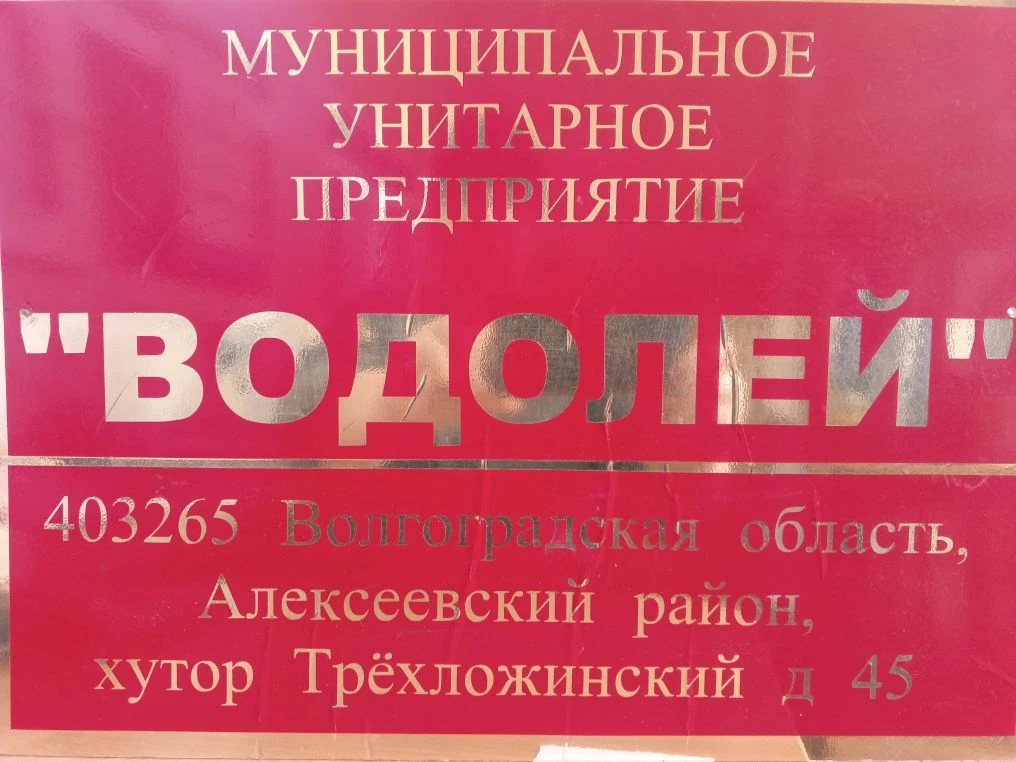 МУНИЦИПАЛЬНОЕ
УНИТАРНОЕ
ПРЕДПРИЯТИЕ
"ВОДОЛЕЙ"
403265 Волгоградская область,
Алексеевский район,
хутор Трёхложинский д 45